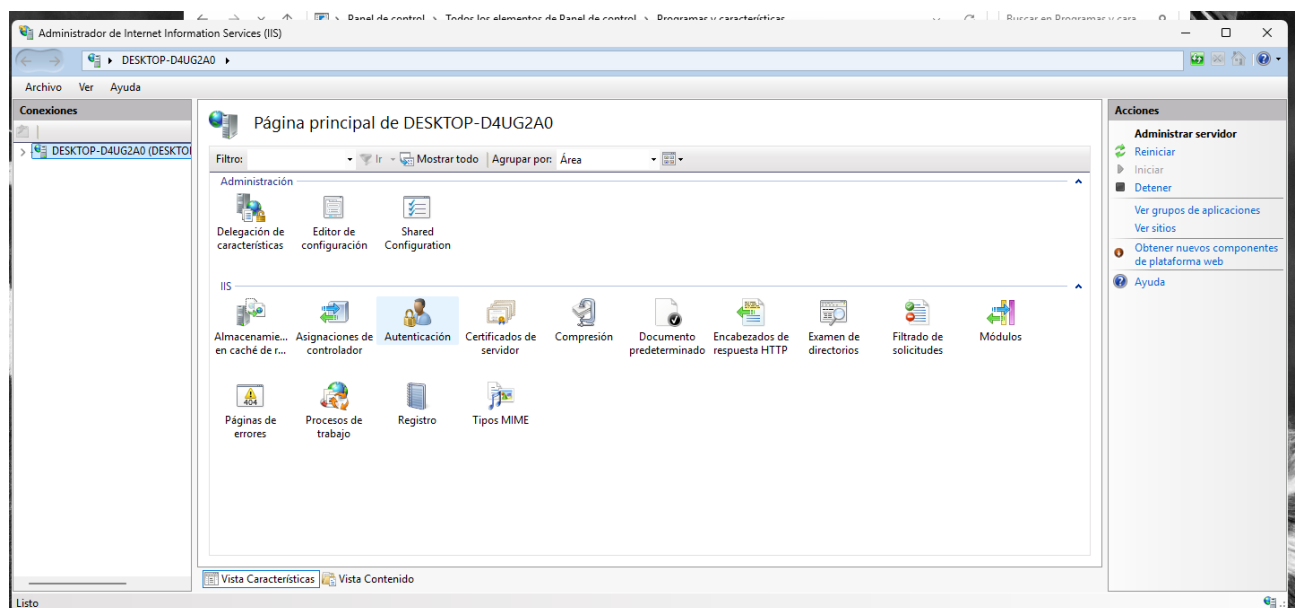 Panel de control > Todos los elementos de Panel de control > Programas y características
Buscar en Programas y cara
Administrador de Internet Information Services (IIS)
DESKTOP-D4UG2A0
Archivo Ver Ayuda
Conexiones
DESKTOP-D4UG2A0 (DESKTO
Página principal de DESKTOP-D4UG2A0
Filtro: Ir Mostrar todo Agrupar por: Área
Administración
Delegación de características
Editor de configuración
Shared Configuration
IIS
Almacenamie... en caché de r...
Asignaciones de controlador
Autenticación
Certificados de servidor
Compresión
Documento predeterminado
Encabezados de respuesta HTTP
Examen de directorios
Filtrado de solicitudes
Módulos
404
Páginas de errores
Procesos de trabajo
Registro
Tipos MIME
Vista Características Vista Contenido
Listo
Acciones
Administrar servidor
Reiniciar
Iniciar
Detener
Ver grupos de aplicaciones
Ver sitios
Obtener nuevos componentes
de plataforma web
Ayuda